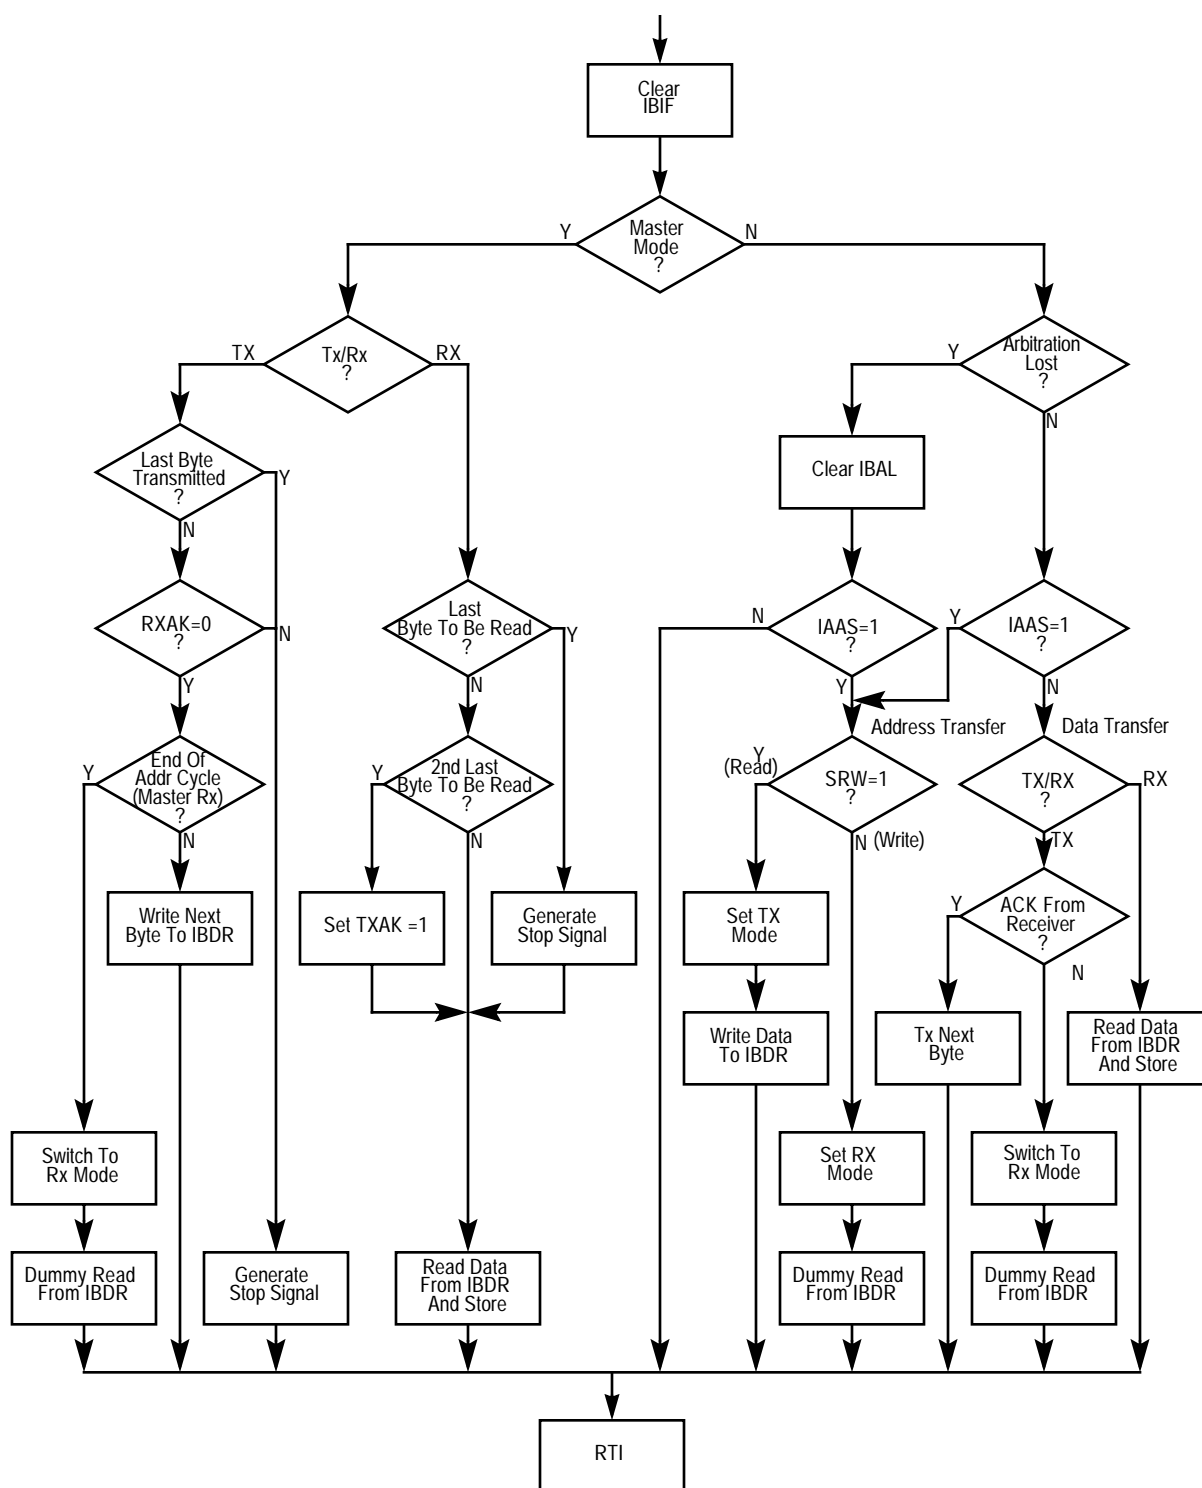 Clear
IBIF
Y
Master
Mode
?
N
TX
Tx/Rx
?
RX
Y
Arbitration
Lost
?
N
Last Byte
Transmitted
?
Y
N
Clear IBAL
RXAK=0
?
N
Y
Last
Byte To Be Read
?
Y
N
N
IAAS=1
?
Y
Y
IAAS=1
?
N
Address Transfer
Data Transfer
Y
End Of
Addr Cycle
(Master Rx)
?
N
Y
2nd Last
Byte To Be Read
?
N
Y
(Read)
SRW=1
?
N (Write)
TX/RX
?
RX
TX
Write Next
Byte To IBDR
Set TXAK =1
Generate
Stop Signal
Set TX
Mode
Y
ACK From
Receiver
?
N
Write Data
To IBDR
Tx Next
Byte
Read Data
From IBDR
And Store
Switch To
Rx Mode
Set RX
Mode
Switch To
Rx Mode
Dummy Read
From IBDR
Generate
Stop Signal
Read Data
From IBDR
And Store
Dummy Read
From IBDR
Dummy Read
From IBDR
RTI